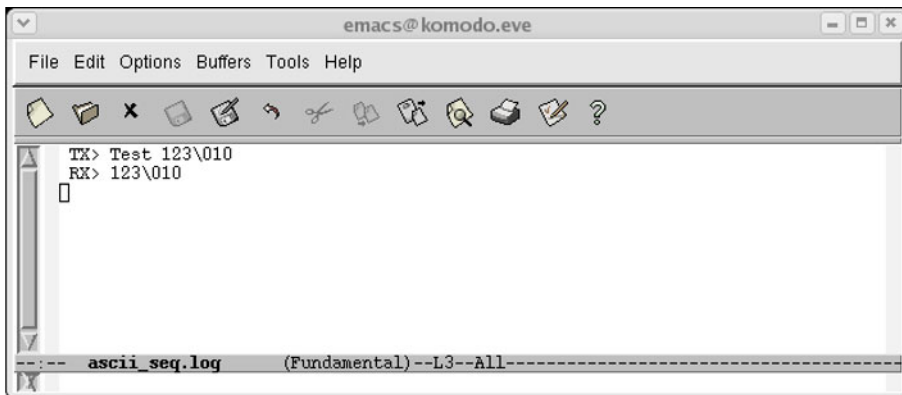 emacs@komodo.eve
File Edit Options Buffers Tools Help
TX> Test 123\010
RX> 123\010
--:-- ascii_seq.log (Fundamental)--L3--All----------------------------------------